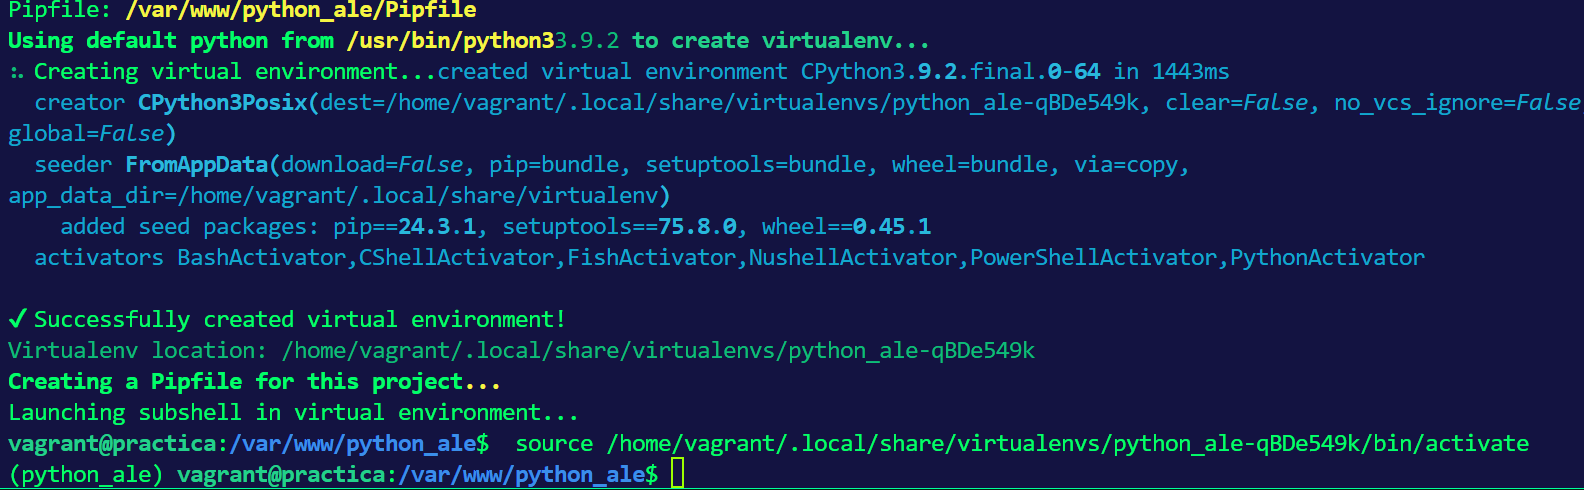 Pipfile: /var/www/python_ale/Pipfile
Using default python from /usr/bin/python33.9.2 to create virtualenv...
⠦ Creating virtual environment...created virtual environment CPython3.9.2.final.0-64 in 1443ms
  creator CPython3Posix(dest=/home/vagrant/.local/share/virtualenvs/python_ale-qBDe549k, clear=False, no_vcs_ignore=False
global=False)
  seeder FromAppData(download=False, pip=bundle, setuptools=bundle, wheel=bundle, via=copy,
app_data_dir=/home/vagrant/.local/share/virtualenv)
    added seed packages: pip==24.3.1, setuptools==75.8.0, wheel==0.45.1
  activators BashActivator,CShellActivator,FishActivator,NushellActivator,PowerShellActivator,PythonActivator
✔ Successfully created virtual environment!
Virtualenv location: /home/vagrant/.local/share/virtualenvs/python_ale-qBDe549k
Creating a Pipfile for this project...
Launching subshell in virtual environment...
vagrant@practica:/var/www/python_ale$  source /home/vagrant/.local/share/virtualenvs/python_ale-qBDe549k/bin/activate
(python_ale) vagrant@practica:/var/www/python_ale$